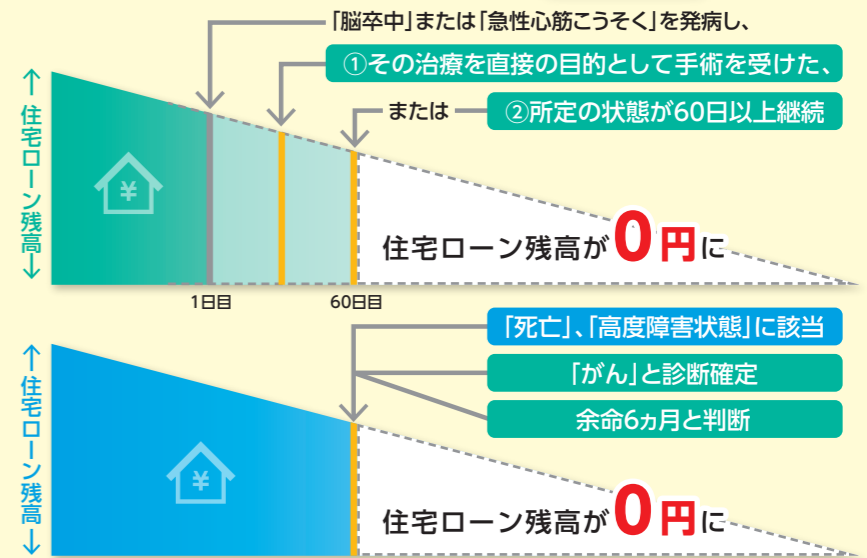 「脳卒中」または「急性心筋こうそく」を発病し、
①その治療を直接の目的として手術を受けた、
または
②所定の状態が60日以上継続
↑住宅ローン残高↓
¥
住宅ローン残高が0円に
1日目
60日目
「死亡」、「高度障害状態」に該当
「がん」と診断確定
余命6ヵ月と判断
↑住宅ローン残高↓
¥
住宅ローン残高が0円に